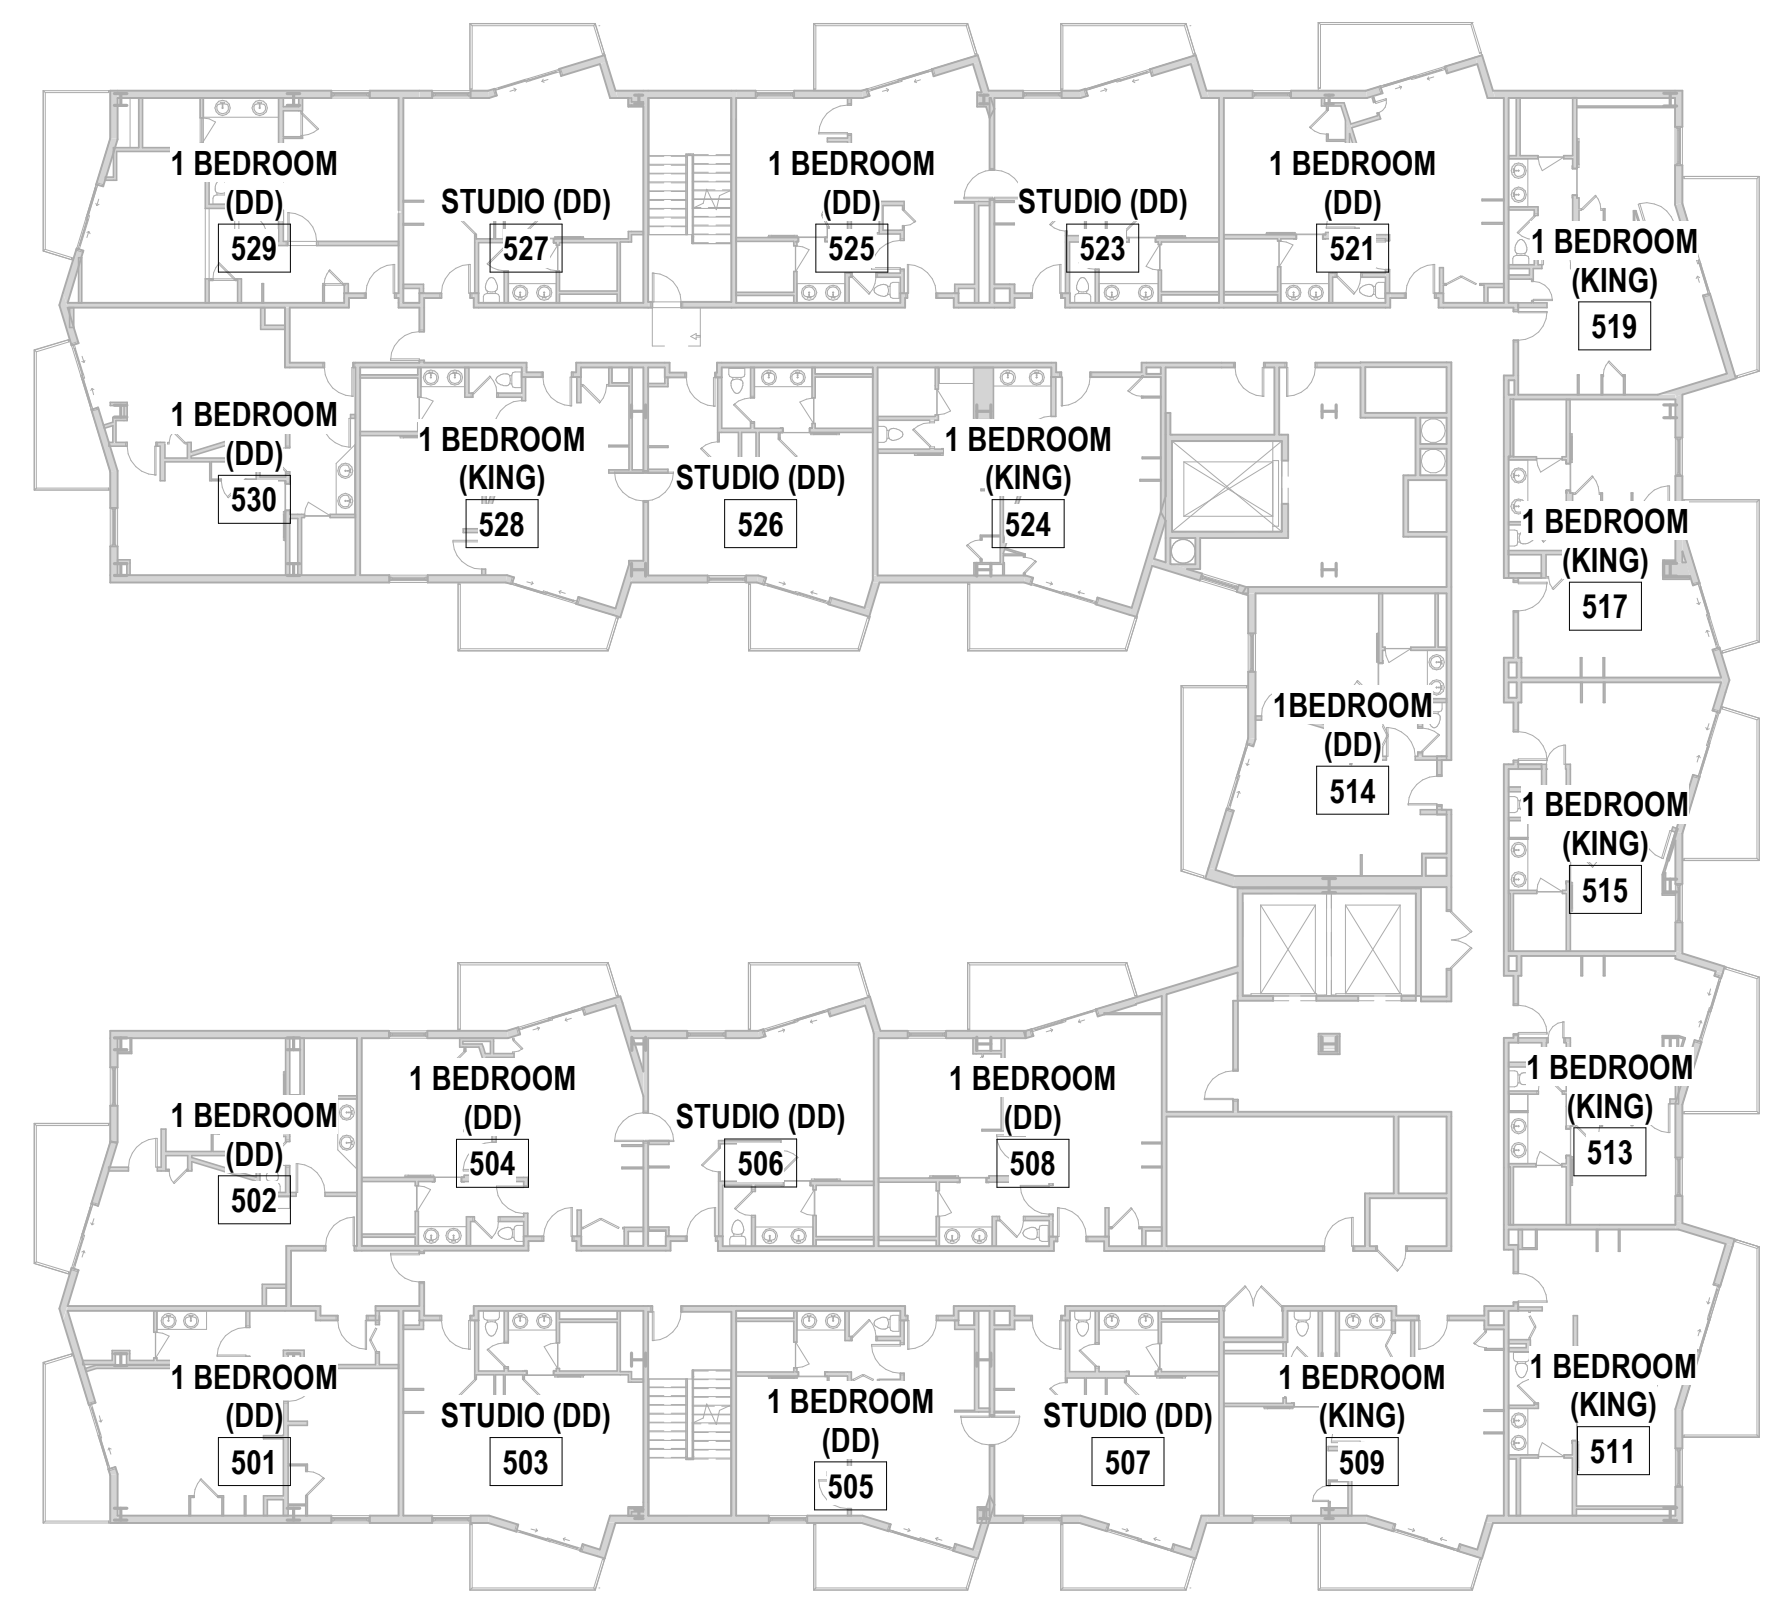 1 BEDROOM
(DD)
529
STUDIO (DD)
527
1 BEDROOM
(DD)
525
STUDIO (DD)
523
1 BEDROOM
(DD)
521
1 BEDROOM
(KING)
519
1 BEDROOM
(DD)
530
1 BEDROOM
(KING)
528
STUDIO (DD)
526
1 BEDROOM
(KING)
524
1 BEDROOM
(KING)
517
1BEDROOM
(DD)
514
1 BEDROOM
(KING)
515
1 BEDROOM
(DD)
502
1 BEDROOM
(DD)
504
STUDIO (DD)
506
1 BEDROOM
(DD)
508
1 BEDROOM
(KING)
513
1 BEDROOM
(DD)
501
STUDIO (DD)
503
1 BEDROOM
(DD)
505
STUDIO (DD)
507
1 BEDROOM
(KING)
509
1 BEDROOM
(KING)
511